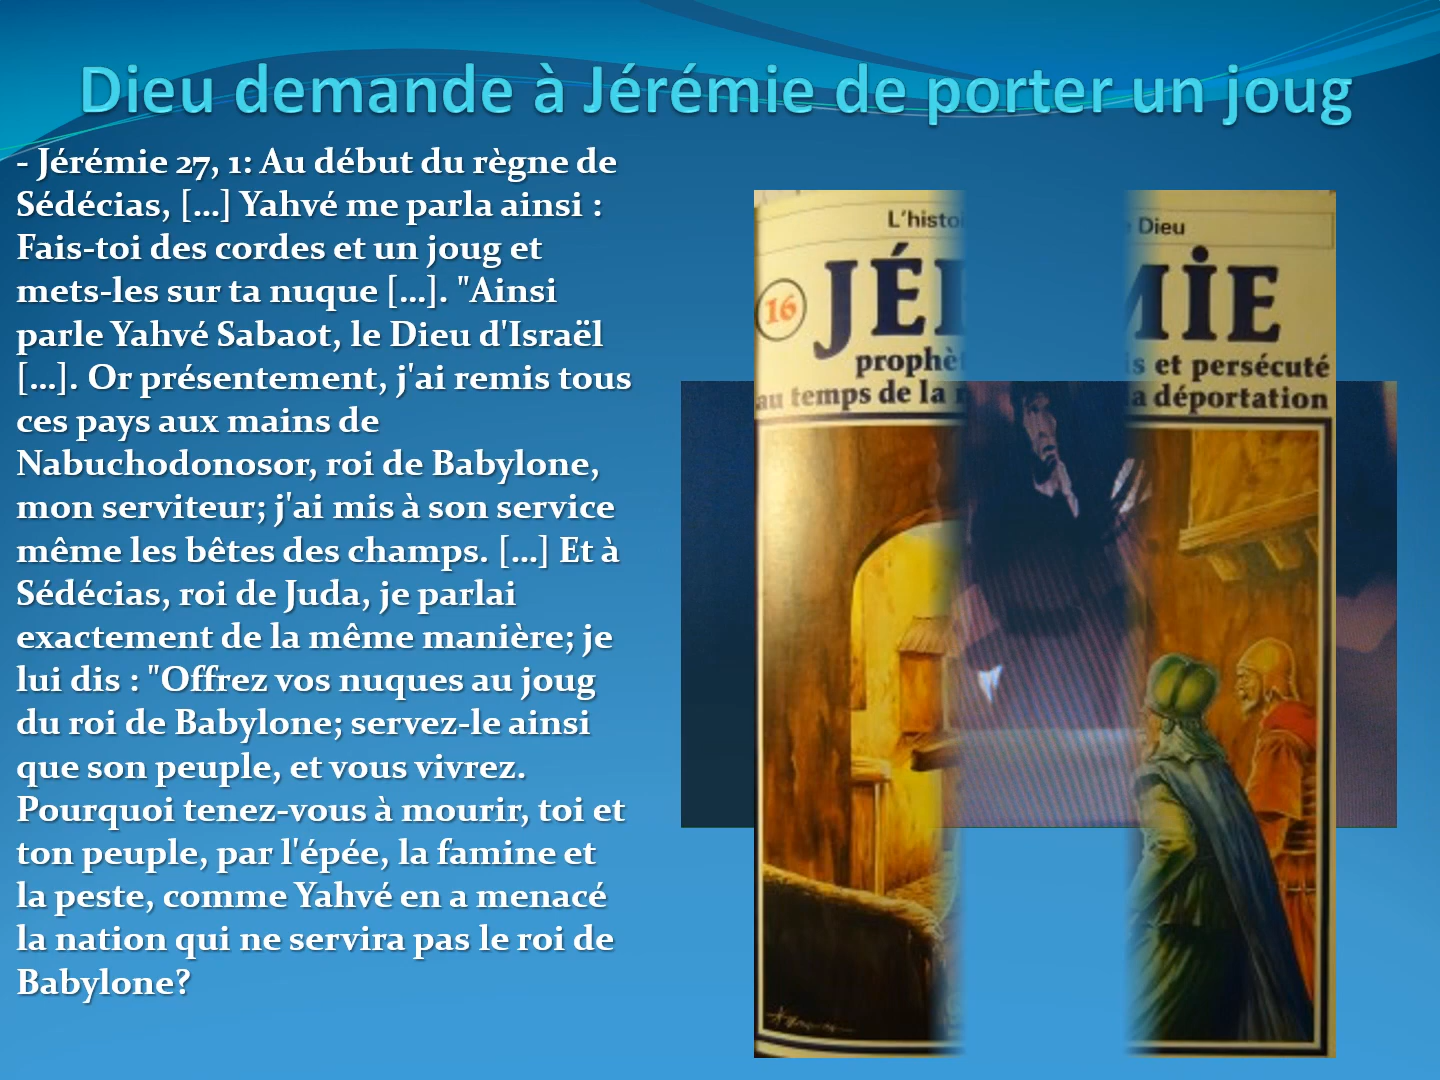 Dieu demande à Jérémie de porter un joug
- Jérémie 27, 1: Au début du règne de
Sédécias, [...] Yahvé me parla ainsi :
Fais-toi des cordes et un joug et
mets-les sur ta nuque [...]. "Ainsi
parle Yahvé Sabaot, le Dieu d'Israël
[...]. Or présentement, j'ai remis tous
ces pays aux mains de
Nabuchodonosor, roi de Babylone,
mon serviteur; j'ai mis à son service
même les bêtes des champs. [...] Et à
Sédécias, roi de Juda, je parlai
exactement de la même manière; je
lui dis : "Offrez vos nuques au joug
du roi de Babylone; servez-le ainsi
que son peuple, et vous vivrez.
Pourquoi tenez-vous à mourir, toi et
ton peuple, par l'épée, la famine et
la peste, comme Yahvé en a menacé
la nation qui ne servira pas le roi de
Babylone?
Dieu
16
et persécuté
au temps de la
déportation